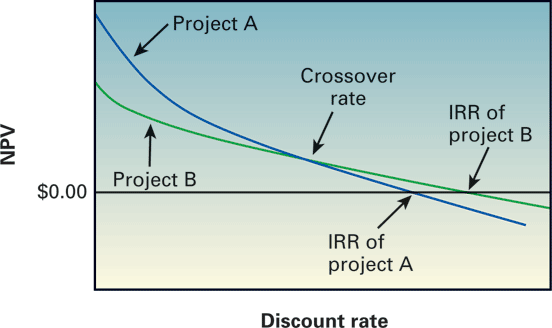 Project A
Crossover
rate
IRR of
project B
NPV
$0.00
Project B
IRR of
project A
Discount rate